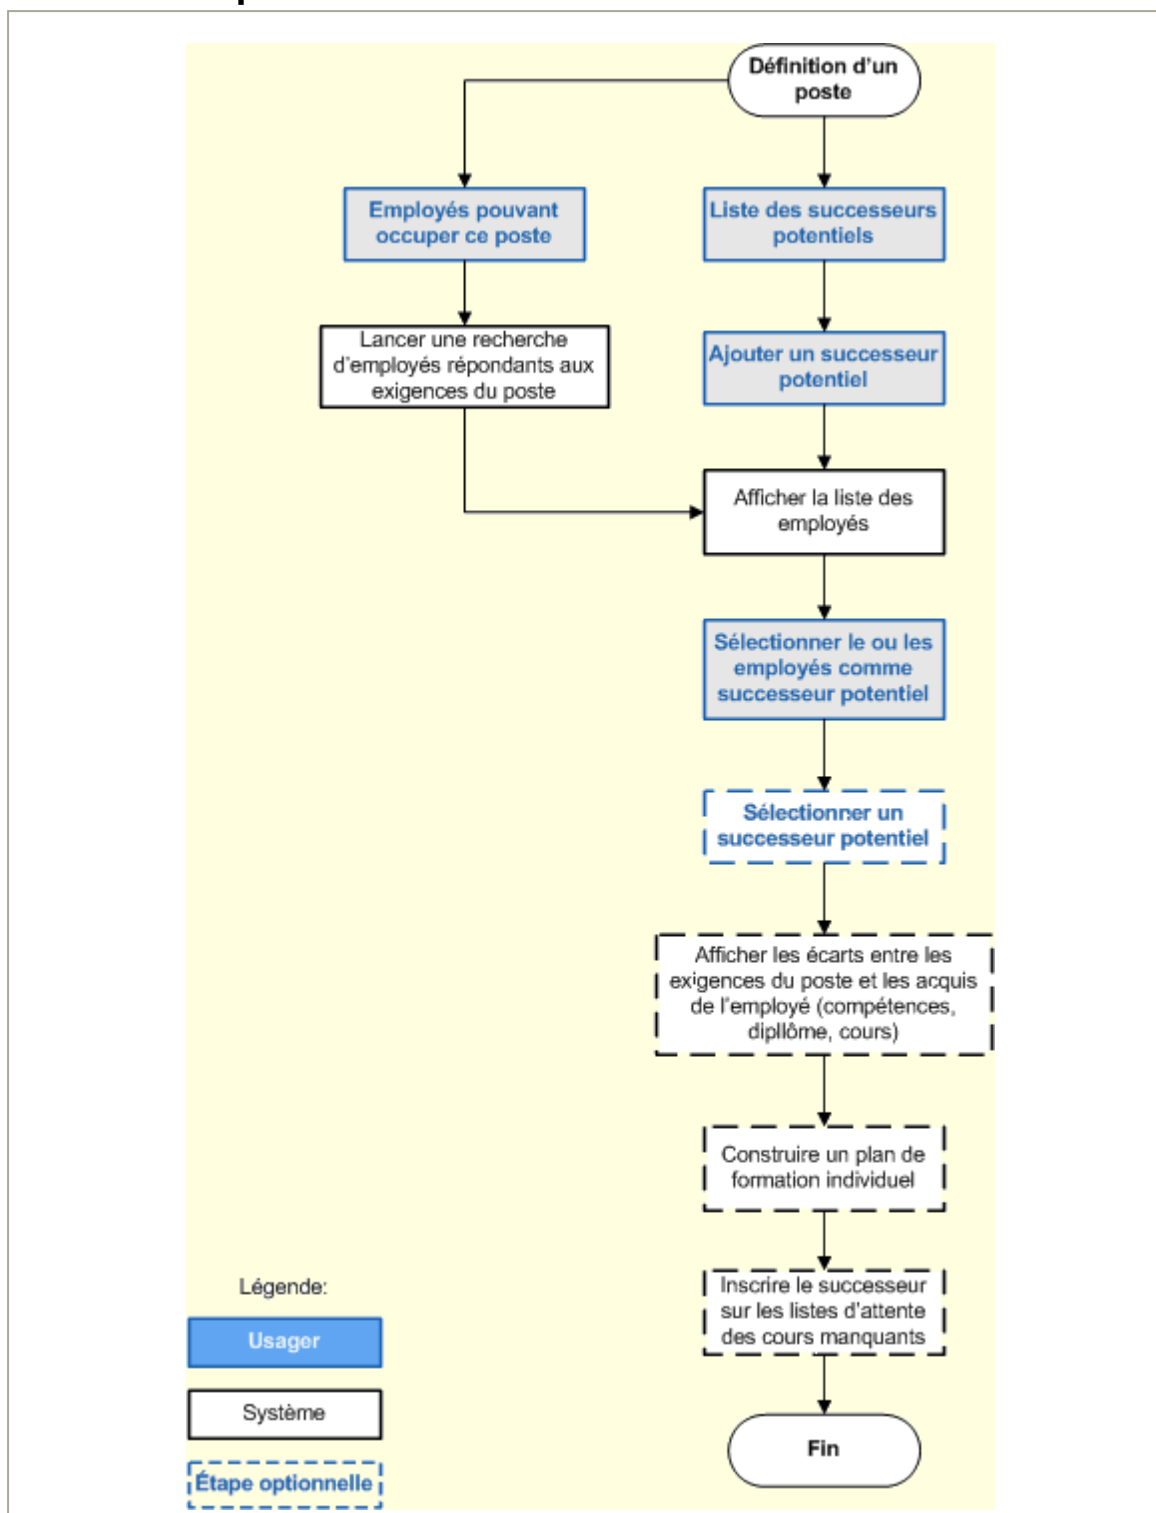 Définition d'un
poste
Employés pouvant
occuper ce poste
Liste des successeurs
potentiels
Lancer une recherche
d'employés répondants aux
exigences du poste
Ajouter un successeur
potentiel
Afficher la liste des
employés
Sélectionner le ou les
employés comme
successeur potentiel
Sélectionner un
successeur potentiel
Afficher les écarts entre les
exigences du poste et les acquis
de l'employé (compétences,
dipllôme, cours)
Construire un plan de
formation individuel
Inscrire le successeur
sur les listes d'attente
des cours manquants
Fin
Légende:
Usager
Système
Étape optionnelle